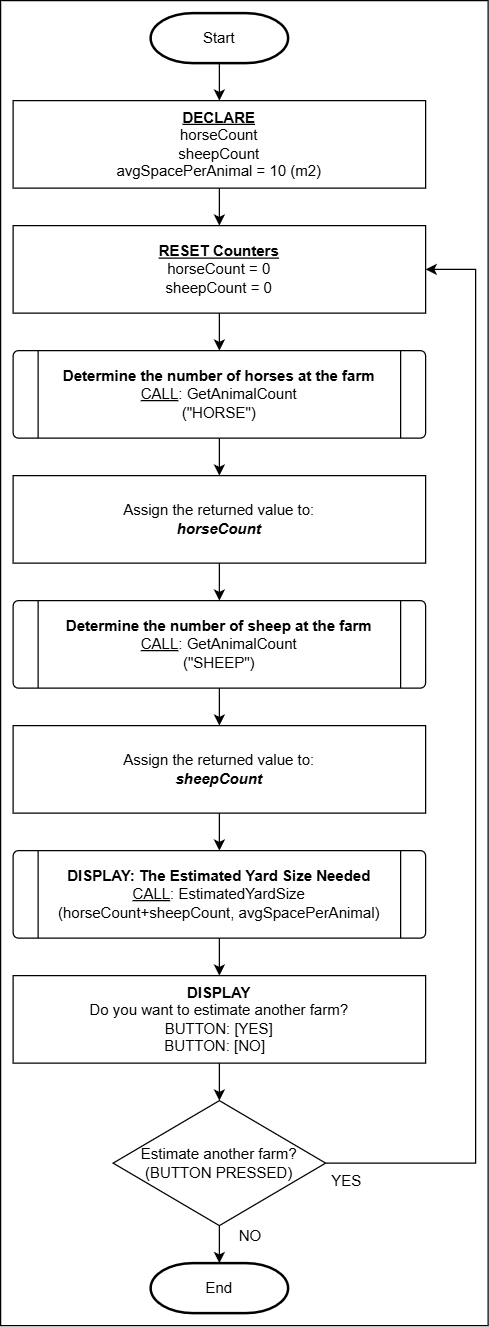 Start
DECLARE
horseCount
sheepCount
avgSpacePerAnimal = 10 (m2)
RESET Counters
horseCount = 0
sheepCount = 0
Determine the number of horses at the farm
CALL: GetAnimalCount
("HORSE")
Assign the returned value to:
horseCount
Determine the number of sheep at the farm
CALL: GetAnimalCount
("SHEEP")
Assign the returned value to:
sheepCount
DISPLAY: The Estimated Yard Size Needed
CALL: EstimatedYardSize
(horseCount+sheepCount, avgSpacePerAnimal)
DISPLAY
Do you want to estimate another farm?
BUTTON: [YES]
BUTTON: [NO]
Estimate another farm?
(BUTTON PRESSED)
YES
NO
End